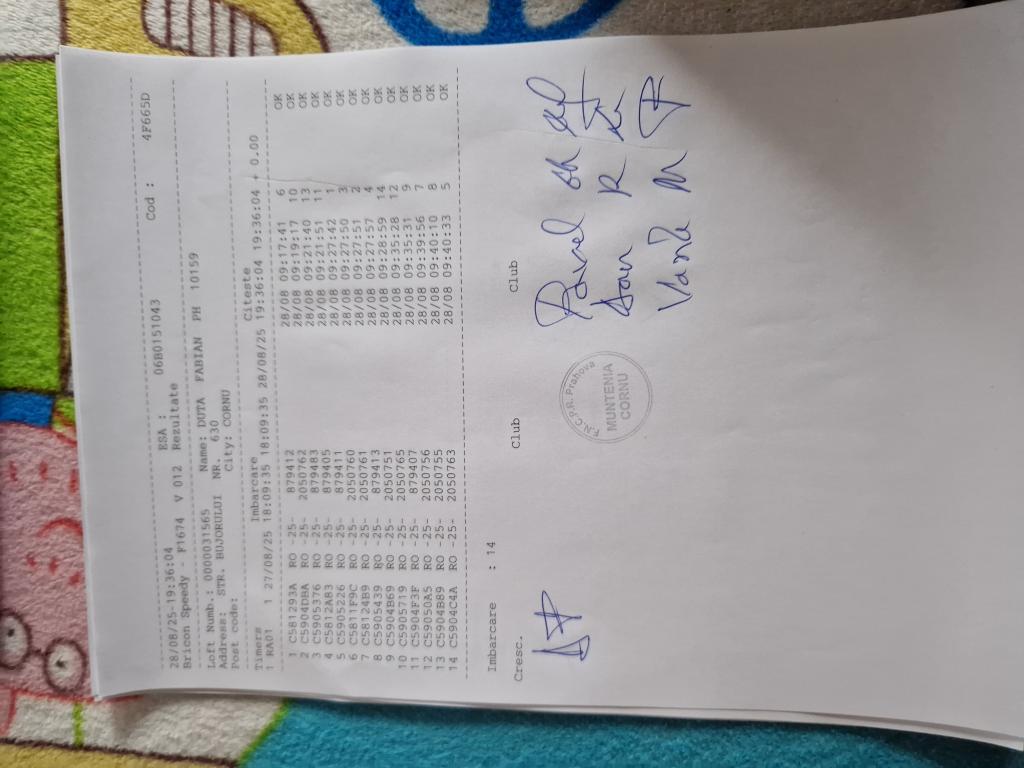 28/08/25-19:36:04 ESA : 06B0151043 Cod : 4F665D
Bricon Speedy - F1674 V 012 Rezultate
Loft Numb.: 0000031565 Name: DUTA FABIAN PH 10159
Address: STR. BUJORULUI NR. 630
Post code: City: CORNU
Timers Imbarcare Citeste
1 RA01 1 27/08/25 18:09:35 18:09:35 28/08/25 19:36:04 19:36:04 + 0.00
1 C581293A RO -25- 879412 28/08 09:17:41 6 OK
2 C5904DBA RO -25- 2050762 28/08 09:19:17 10 OK
3 C5905376 RO -25- 879483 28/08 09:21:40 13 OK
4 C5812AB3 RO -25- 879405 28/08 09:21:51 11 OK
5 C5905226 RO -25- 879411 28/08 09:27:42 1 OK
6 C5811F9C RO -25- 2050760 28/08 09:27:50 3 OK
7 C58124B9 RO -25- 2050761 28/08 09:27:51 2 OK
8 C5905439 RO -25- 879413 28/08 09:27:57 4 OK
9 C5904B69 RO -25- 2050751 28/08 09:28:59 14 OK
10 C5905719 RO -25- 2050765 28/08 09:35:28 12 OK
11 C5904F3F RO -25- 879407 28/08 09:39:31 9 OK
12 C59050A5 RO -25- 2050756 28/08 09:39:56 7 OK
13 C5904B89 RO -25- 2050755 28/08 09:40:10 8 OK
14 C5904C4A RO -25- 2050763 28/08 09:40:33 5 OK
Imbarcare : 14
Cresc. Club Club
F.N.C.P.R. Prahova
MUNTENIA
CORNU